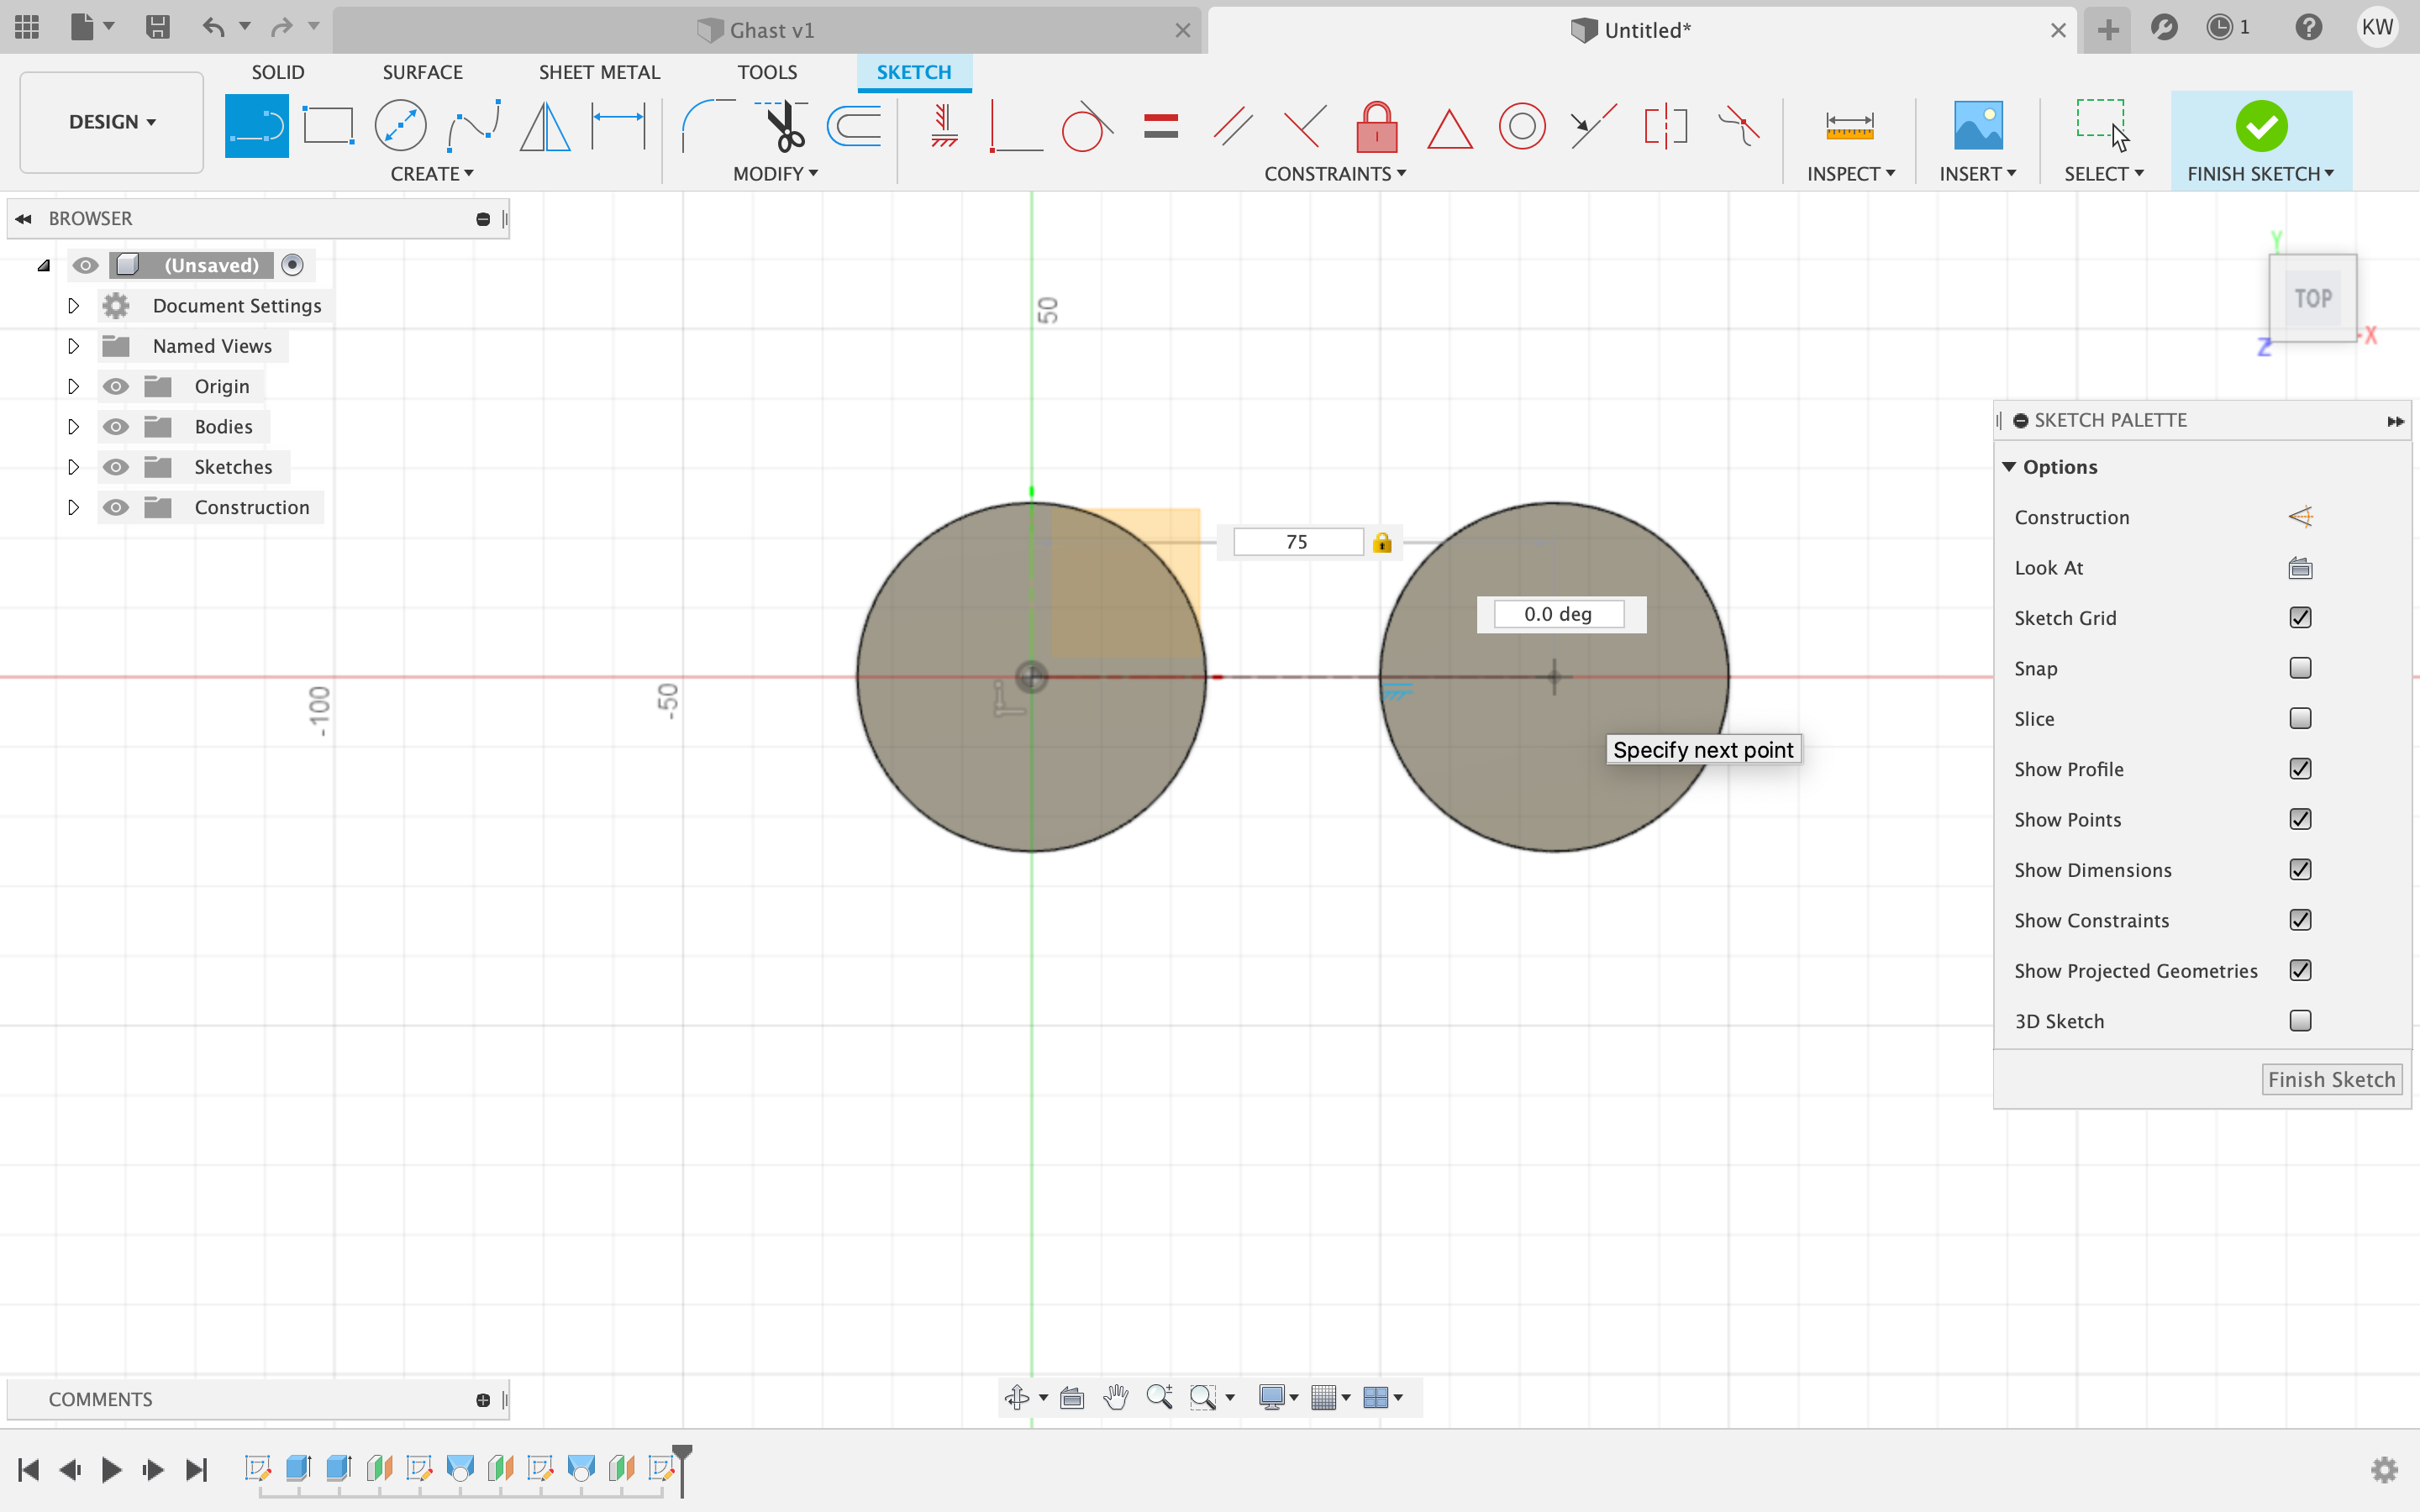 Ghast v1
Untitled*
1
KW
DESIGN
SOLID
SURFACE
SHEET METAL
TOOLS
SKETCH
CREATE
MODIFY
CONSTRAINTS
INSPECT
INSERT
SELECT
FINISH SKETCH
BROWSER
(Unsaved)
Document Settings
Named Views
Origin
Bodies
Sketches
Construction
50
-100
-50
75
0.0 deg
Specify next point
Y
TOP
X
Z
SKETCH PALETTE
Options
Construction
Look At
Sketch Grid
Snap
Slice
Show Profile
Show Points
Show Dimensions
Show Constraints
Show Projected Geometries
3D Sketch
Finish Sketch
COMMENTS